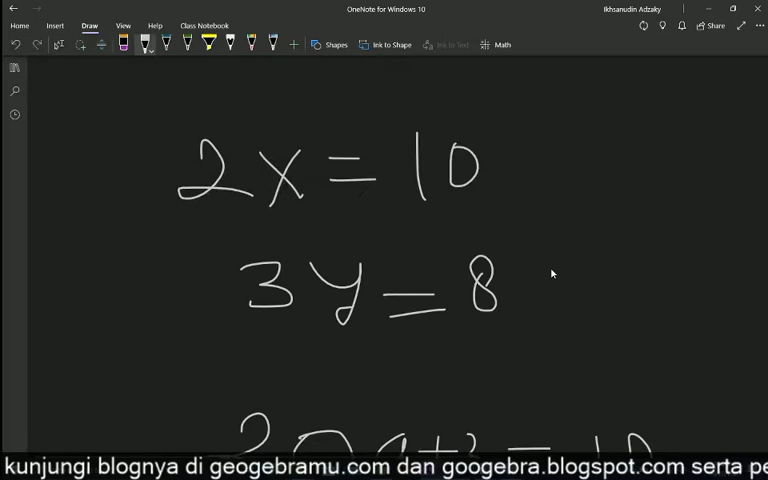 OneNote for Windows 10
Ikhsanudin Adzaky
Home Insert Draw View Help Class Notebook
Share
Shapes Ink to Shape Ink to Text Math
2x = 10
3y = 8
kunjungi blognya di geogebramu.com dan googebra.blogspot.com serta pe